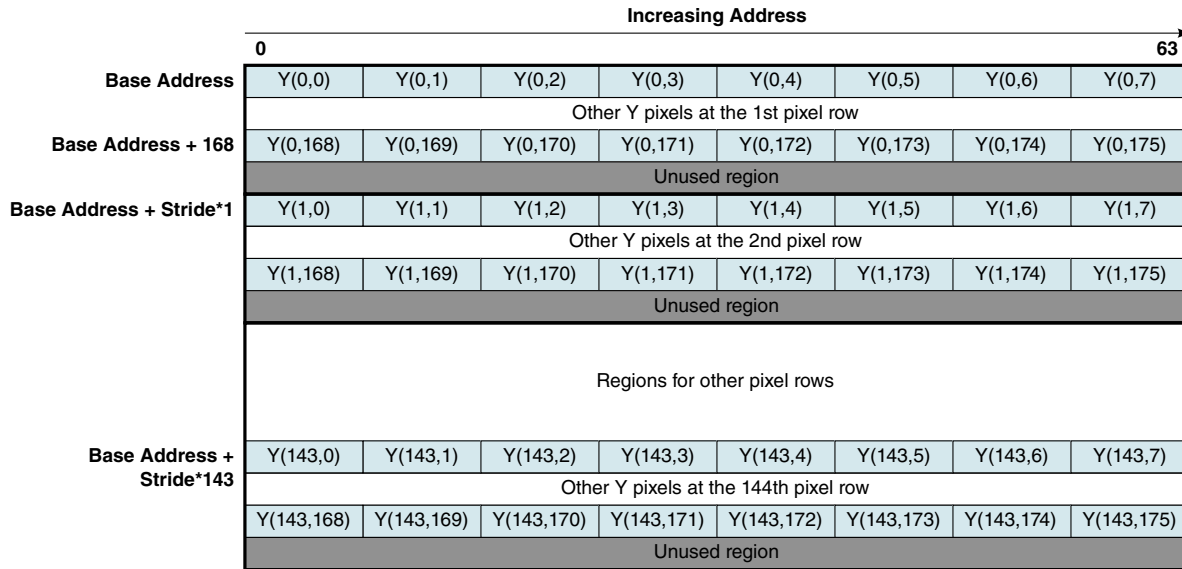 Increasing Address
0 63
Base Address Y(0,0) Y(0,1) Y(0,2) Y(0,3) Y(0,4) Y(0,5) Y(0,6) Y(0,7)
Other Y pixels at the 1st pixel row
Base Address + 168 Y(0,168) Y(0,169) Y(0,170) Y(0,171) Y(0,172) Y(0,173) Y(0,174) Y(0,175)
Unused region
Base Address + Stride*1 Y(1,0) Y(1,1) Y(1,2) Y(1,3) Y(1,4) Y(1,5) Y(1,6) Y(1,7)
Other Y pixels at the 2nd pixel row
Y(1,168) Y(1,169) Y(1,170) Y(1,171) Y(1,172) Y(1,173) Y(1,174) Y(1,175)
Unused region
Regions for other pixel rows
Base Address + Y(143,0) Y(143,1) Y(143,2) Y(143,3) Y(143,4) Y(143,5) Y(143,6) Y(143,7)
Stride*143
Other Y pixels at the 144th pixel row
Y(143,168) Y(143,169) Y(143,170) Y(143,171) Y(143,172) Y(143,173) Y(143,174) Y(143,175)
Unused region